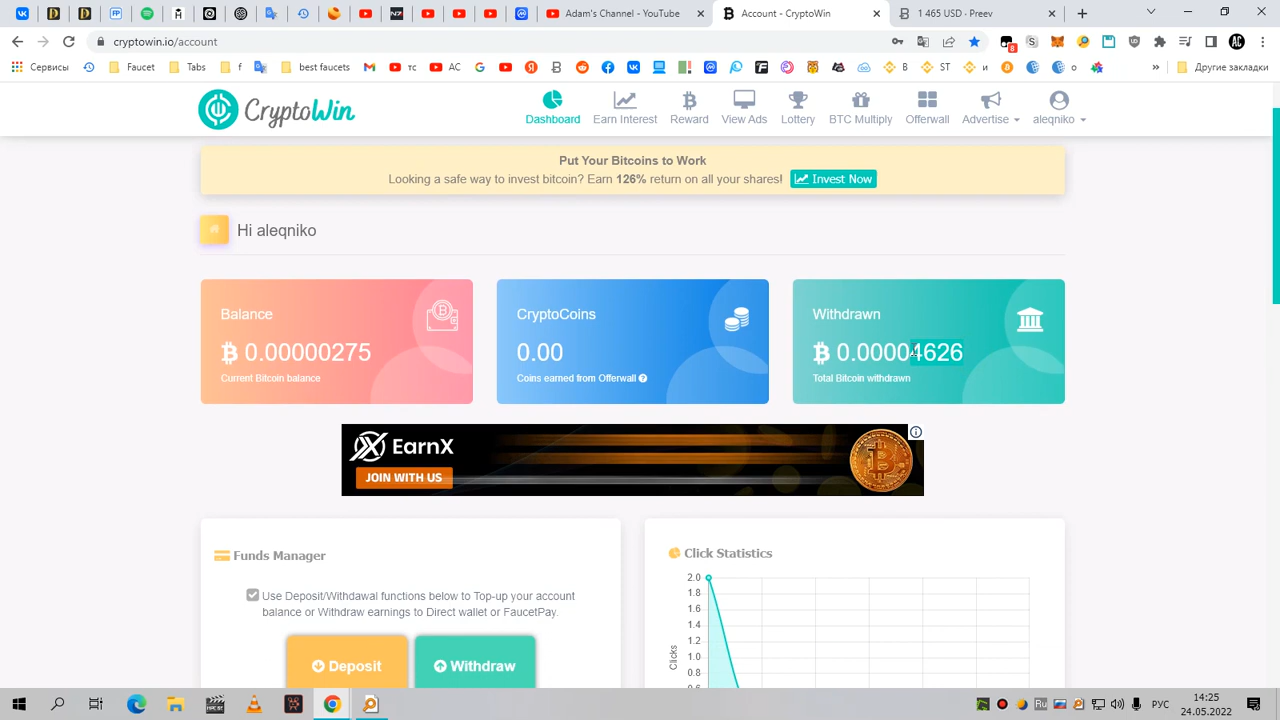 Adam's Channel - YouTube
Account - CryptoWin
1 465 USD -
cryptowin.io/account
8
AC
Сервисы
Faucet
Tabs
f
best faucets
тс
AC
В
ST
и
о
»
Другие закладки
CryptoWin
Dashboard
Earn Interest
Reward
View Ads
Lottery
BTC Multiply
Offerwall
Advertise
aleqniko
Put Your Bitcoins to Work
Looking a safe way to invest bitcoin? Earn 126% return on all your shares! Invest Now
Hi aleqniko
Balance
0.00000275
Current Bitcoin balance
CryptoCoins
0.00
Coins earned from Offerwall
Withdrawn
0.00004626
Total Bitcoin withdrawn
EarnX
JOIN WITH US
Funds Manager
Use Deposit/Withdawal functions below to Top-up your account
balance or Withdraw earnings to Direct wallet or FaucetPay.
Deposit
Withdraw
Click Statistics
2.0
1.8
1.6
1.4
1.2
1.0
0.8
Clicks
Ru
РУС
14:25
24.05.2022